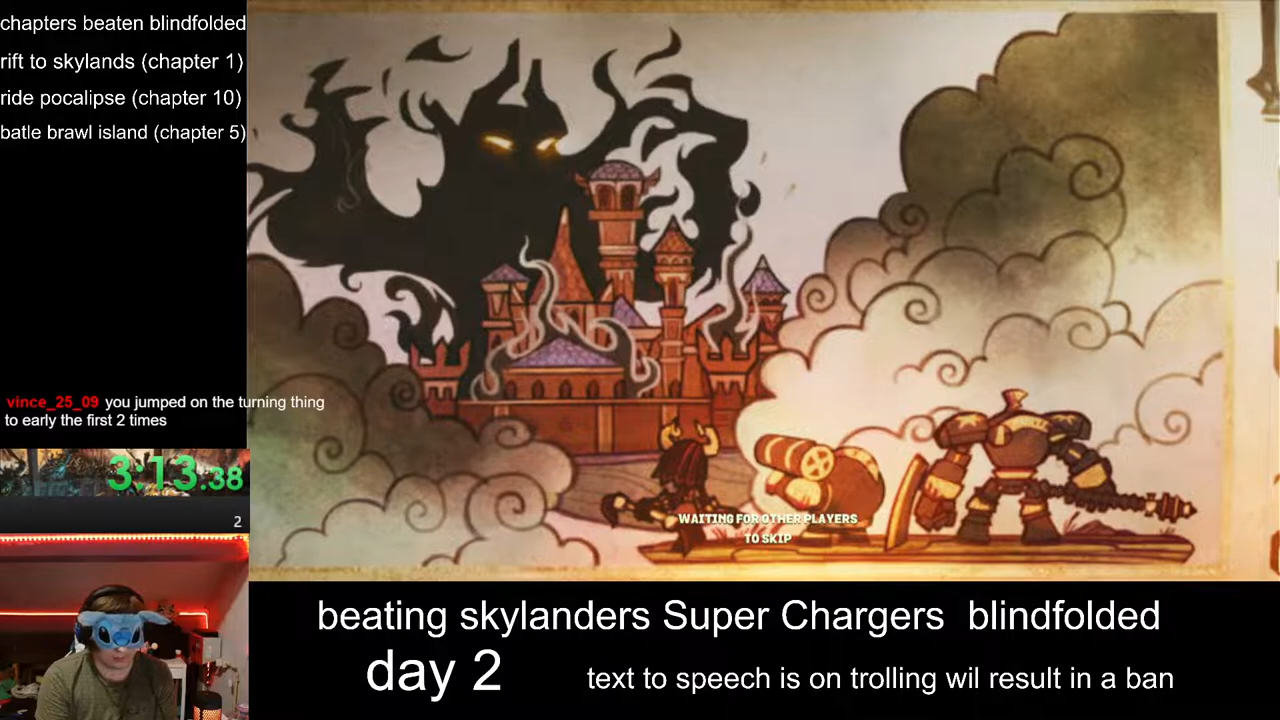 chapters beaten blindfolded
rift to skylands (chapter 1)
ride pocalipse (chapter 10)
batle brawl island (chapter 5)
vince_25_09 you jumped on the turning thing
to early the first 2 times
3:13.38
2
WAITING FOR OTHER PLAYERS
TO SKIP
beating skylanders Super Chargers blindfolded
day 2
text to speech is on trolling wil result in a ban